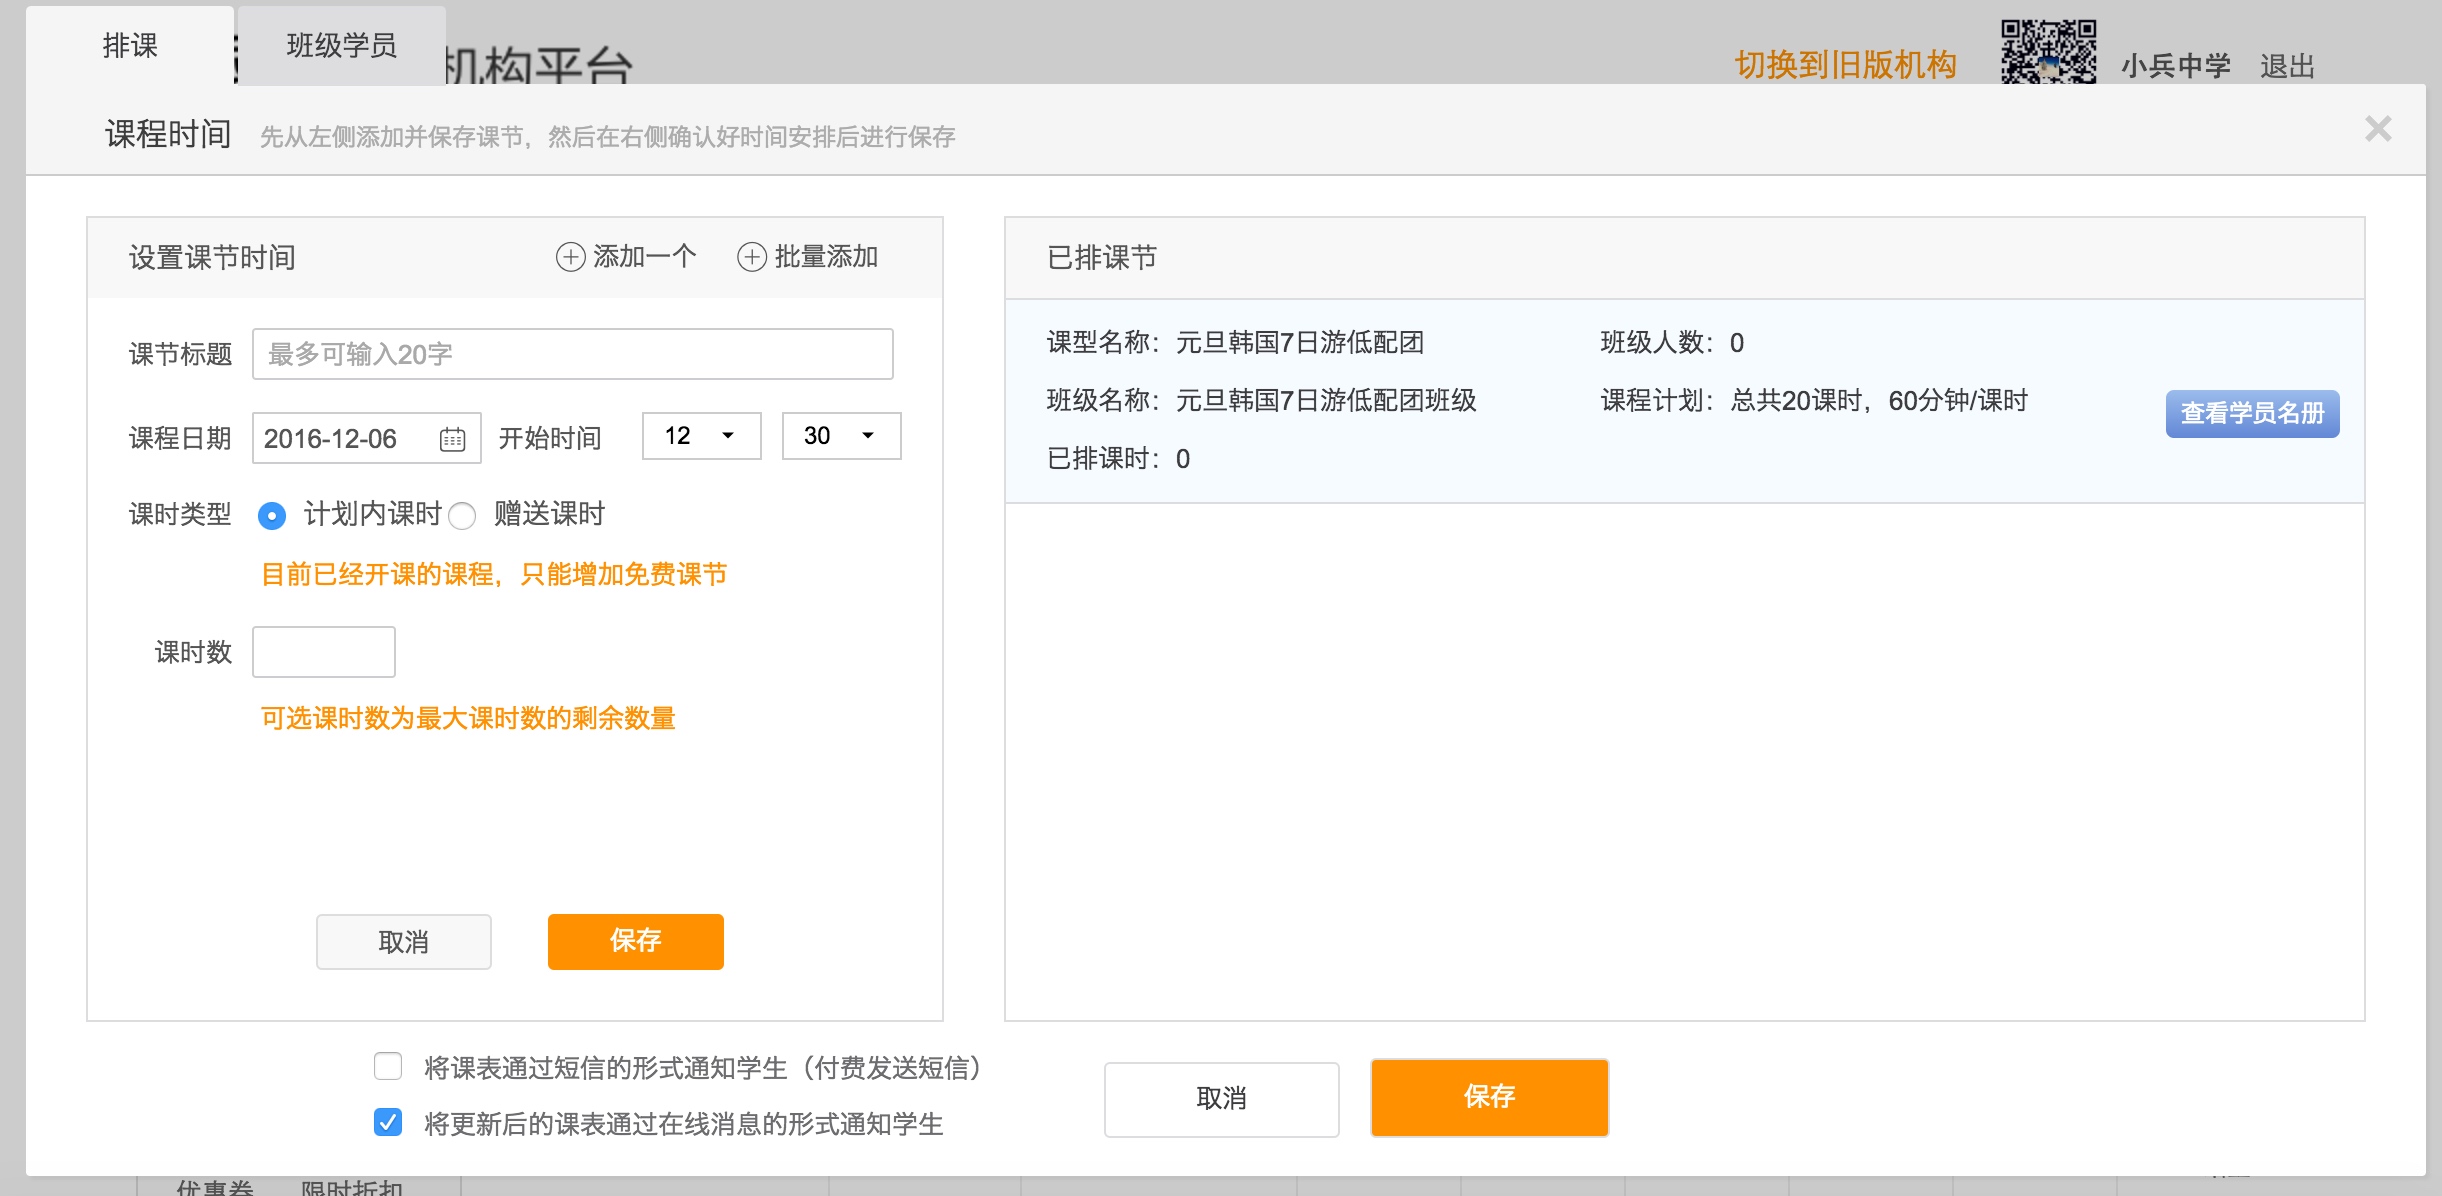 排课
班级学员
机构平台
切换到旧版机构
小兵中学
退出
课程时间
先从左侧添加并保存课节，然后在右侧确认好时间安排后进行保存
设置课节时间
添加一个
批量添加
课节标题
最多可输入20字
课程日期
2016-12-06
开始时间
12
30
课时类型
计划内课时
赠送课时
目前已经开课的课程，只能增加免费课节
课时数
可选课时数为最大课时数的剩余数量
取消
保存
已排课节
课型名称：元旦韩国7日游低配团
班级人数：0
班级名称：元旦韩国7日游低配团班级
课程计划：总共20课时，60分钟/课时
已排课时：0
查看学员名册
将课表通过短信的形式通知学生（付费发送短信）
将更新后的课表通过在线消息的形式通知学生
取消
保存
优惠券
限时折扣